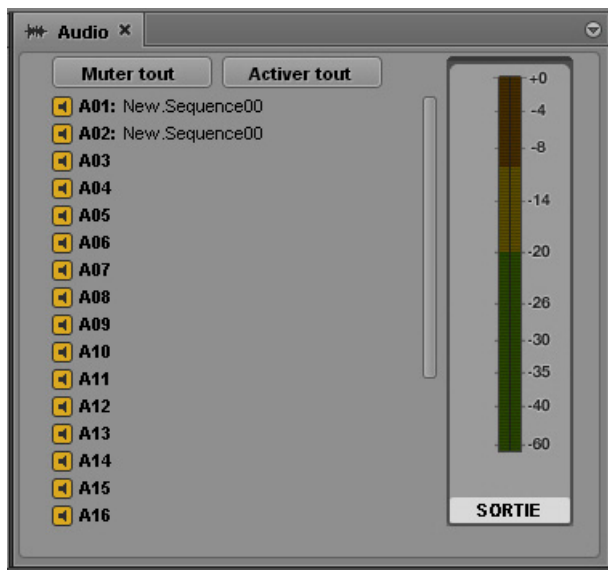 Audio ×
Muter tout Activer tout
A01: New.Sequence00
A02: New.Sequence00
A03
A04
A05
A06
A07
A08
A09
A10
A11
A12
A13
A14
A15
A16
+0
-4
-8
-14
-20
-26
-30
-35
-40
-60
SORTIE